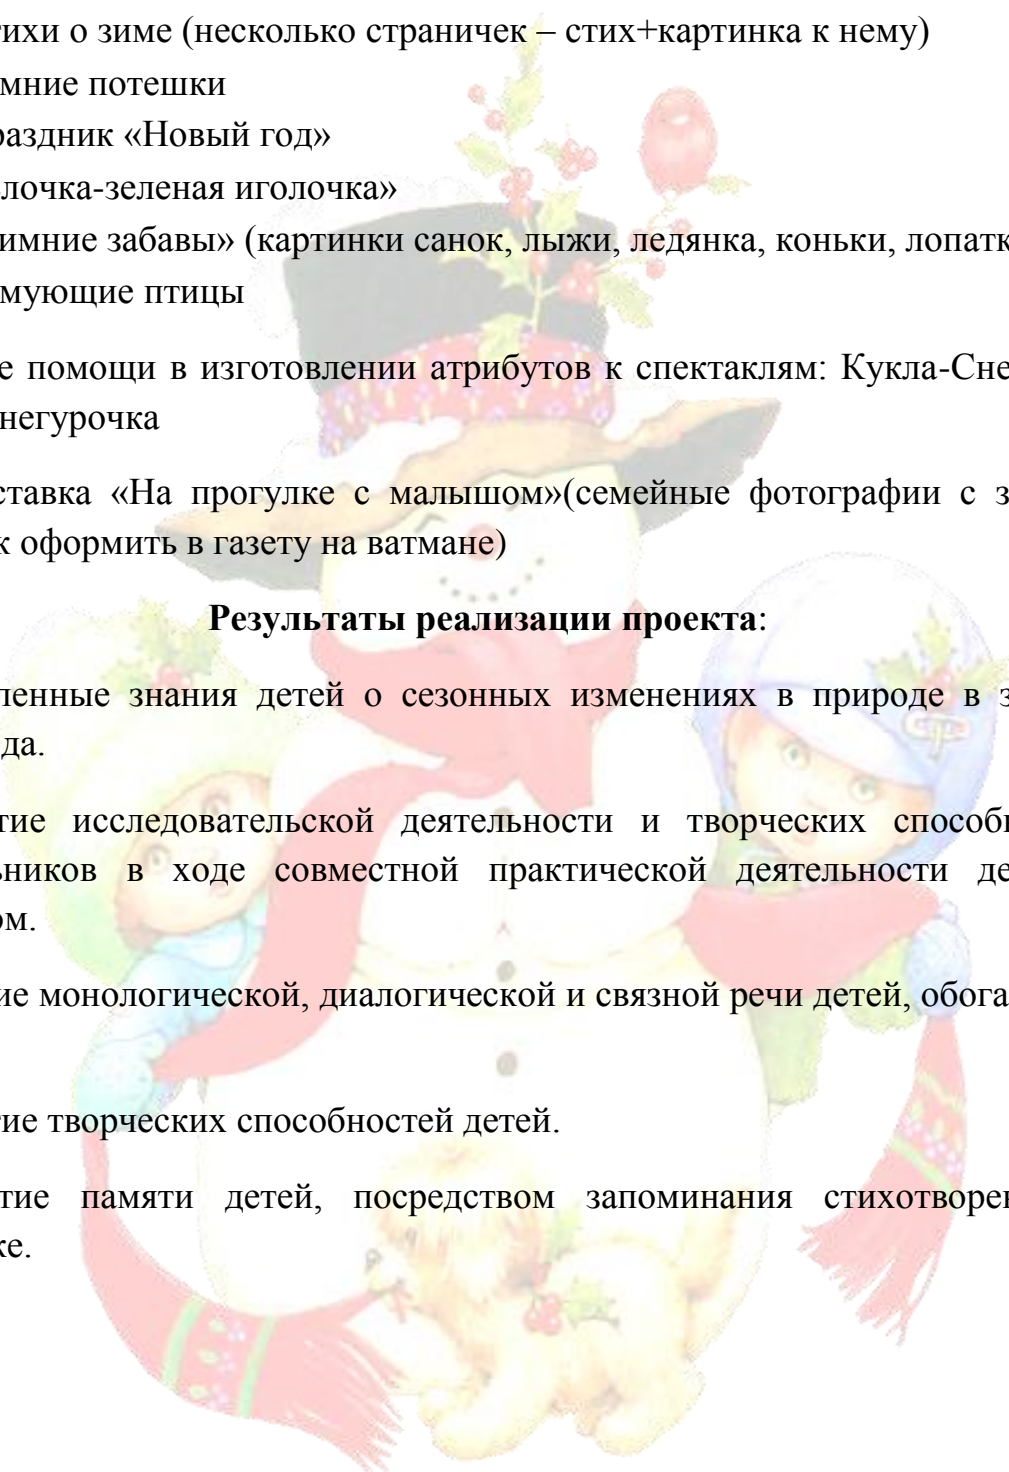 тихи о зиме (несколько страничек – стих+картинка к нему)
мние потешки
раздник «Новый год»
лочка-зеленая иголочка»
имние забавы» (картинки санок, лыжи, ледянка, коньки, лопатк
мующие птицы
е помощи в изготовлении атрибутов к спектаклям: Кукла-Сне
негурочка
ставка «На прогулке с малышом»(семейные фотографии с з
к оформить в газету на ватмане)
Результаты реализации проекта:
ленные знания детей о сезонных изменениях в природе в з
да.
тие исследовательской деятельности и творческих способн
ьников в ходе совместной практической деятельности де
ом.
ие монологической, диалогической и связной речи детей, обога
тие творческих способностей детей.
тие памяти детей, посредством запоминания стихотворен
ке.